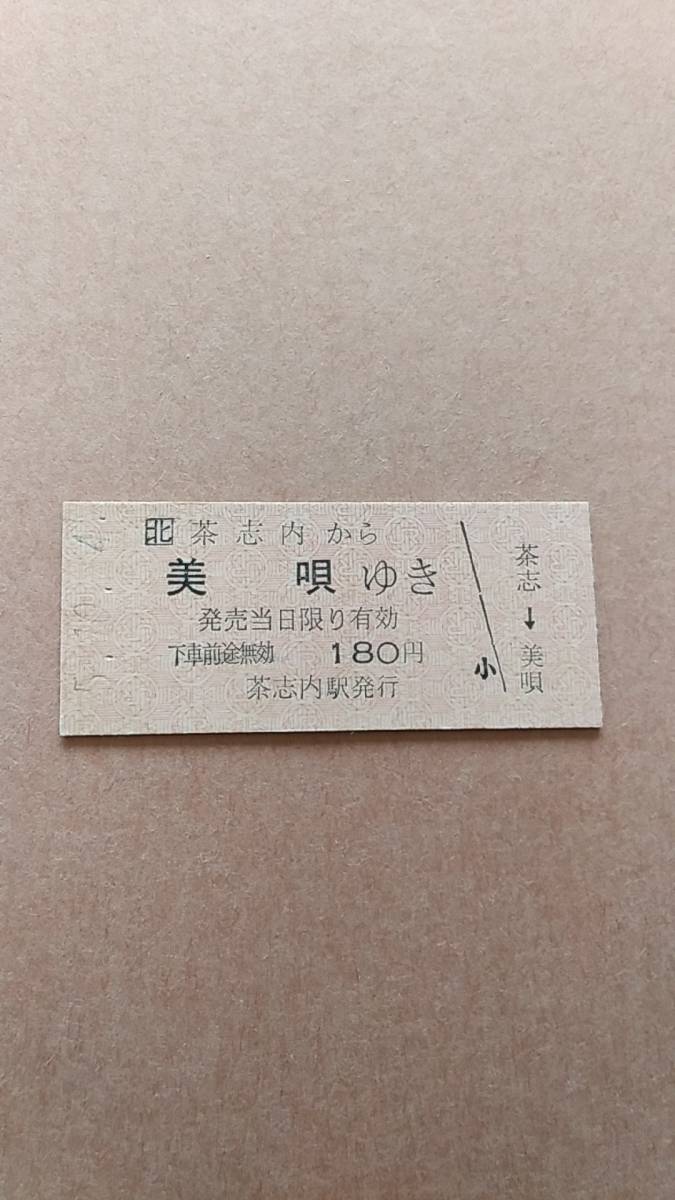 北 茶志内から
美唄ゆき
発売当日限り有効
下車前途無効 180円
茶志内駅発行
小
茶志
↓
美唄